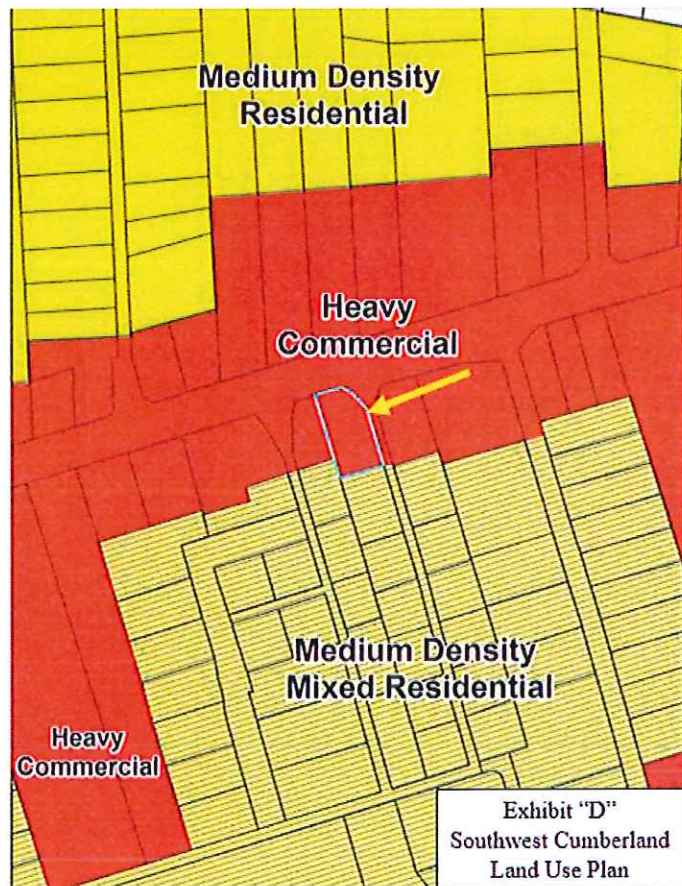 Medium Density
Residential
Heavy
Commercial
Medium Density
Mixed Residential
Heavy
Commercial
Exhibit “D”
Southwest Cumberland
Land Use Plan